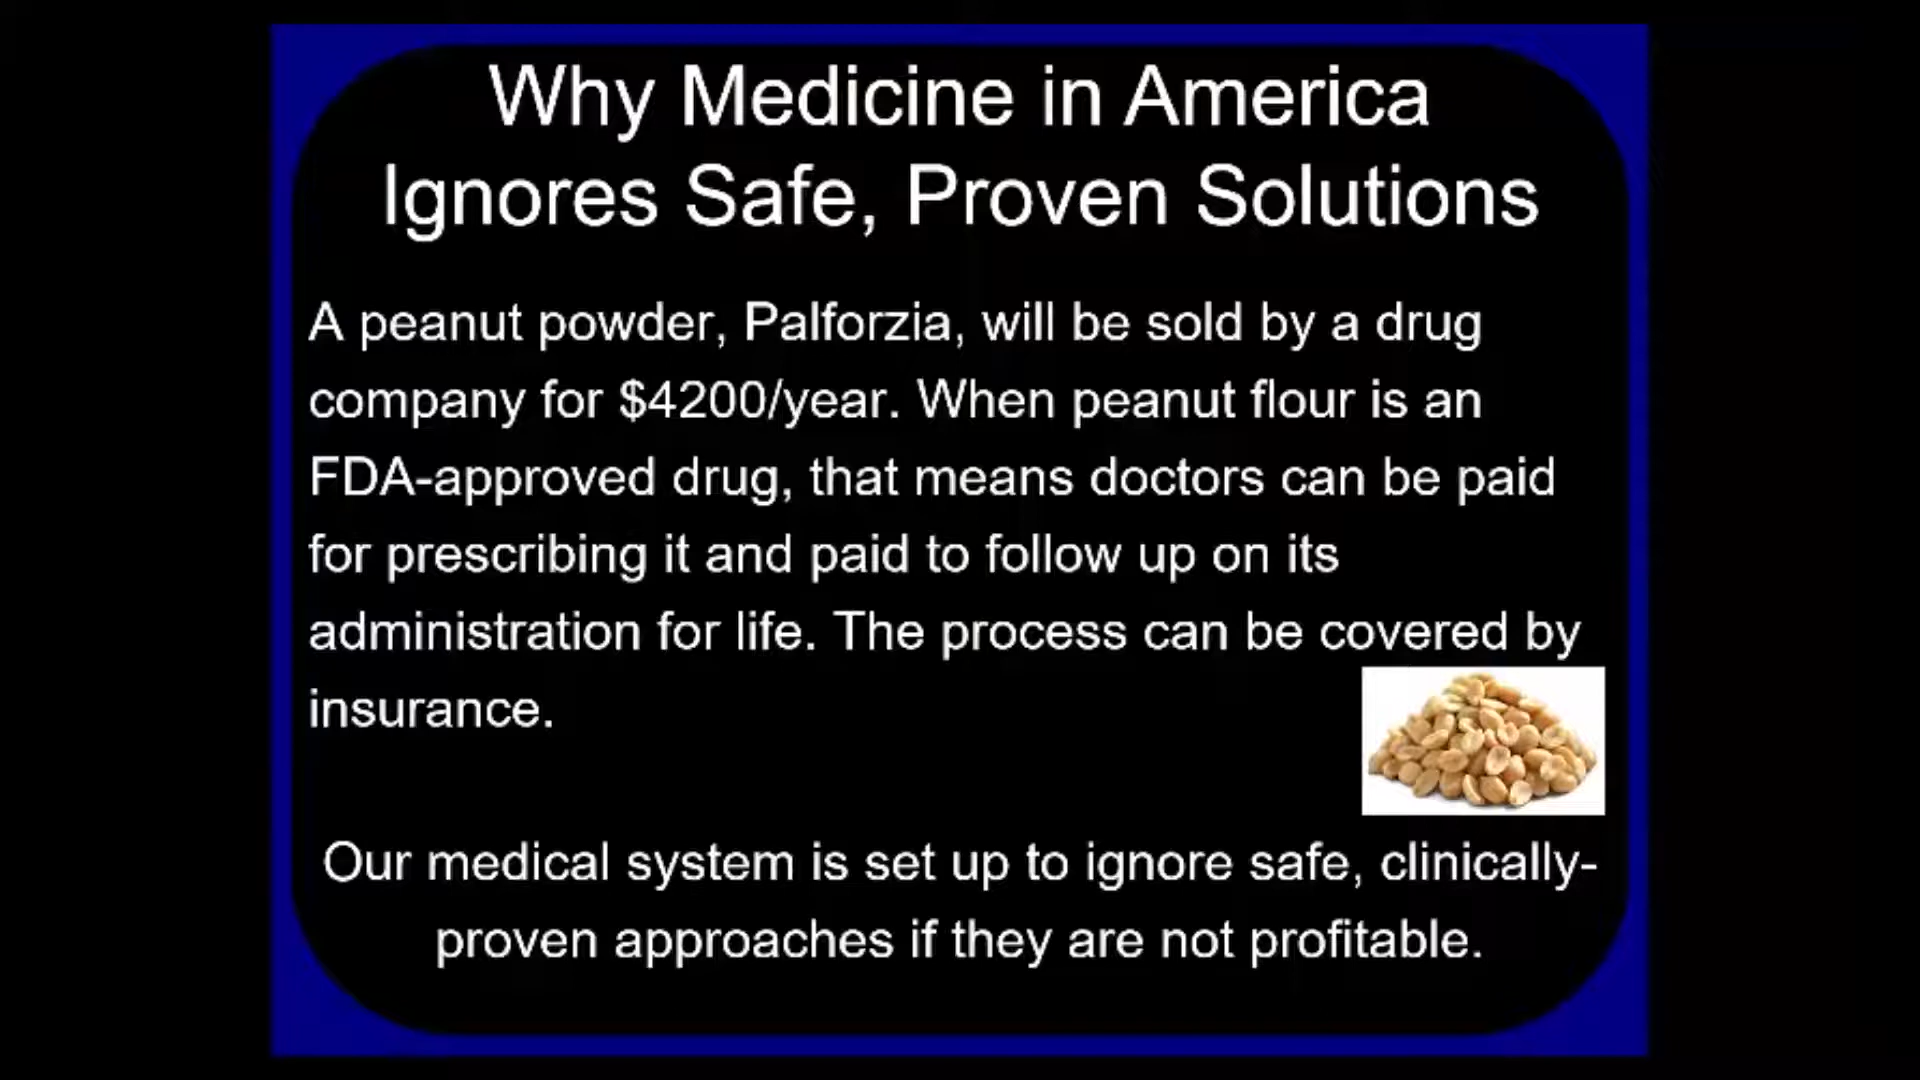 Why Medicine in America
Ignores Safe, Proven Solutions
A peanut powder, Palforzia, will be sold by a drug
company for $4200/year. When peanut flour is an
FDA-approved drug, that means doctors can be paid
for prescribing it and paid to follow up on its
administration for life. The process can be covered by
insurance.
Our medical system is set up to ignore safe, clinically-
proven approaches if they are not profitable.